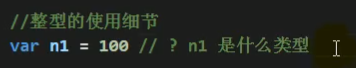 //整型的使用细节
var n1 = 100 // ? n1 是什么类型